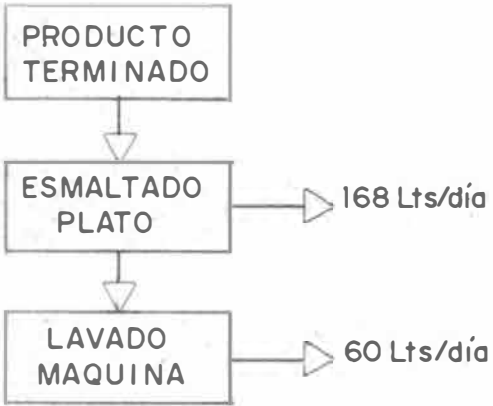 PRODUCTO
TERMINADO
ESMALTADO
PLATO
168 Lts/día
LAVADO
MAQUINA
60 Lts/día